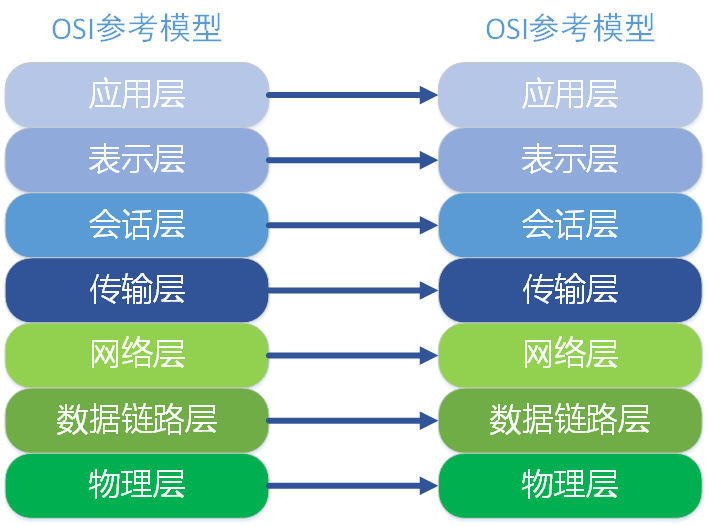 OSI参考模型
应用层
表示层
会话层
传输层
网络层
数据链路层
物理层
OSI参考模型
应用层
表示层
会话层
传输层
网络层
数据链路层
物理层